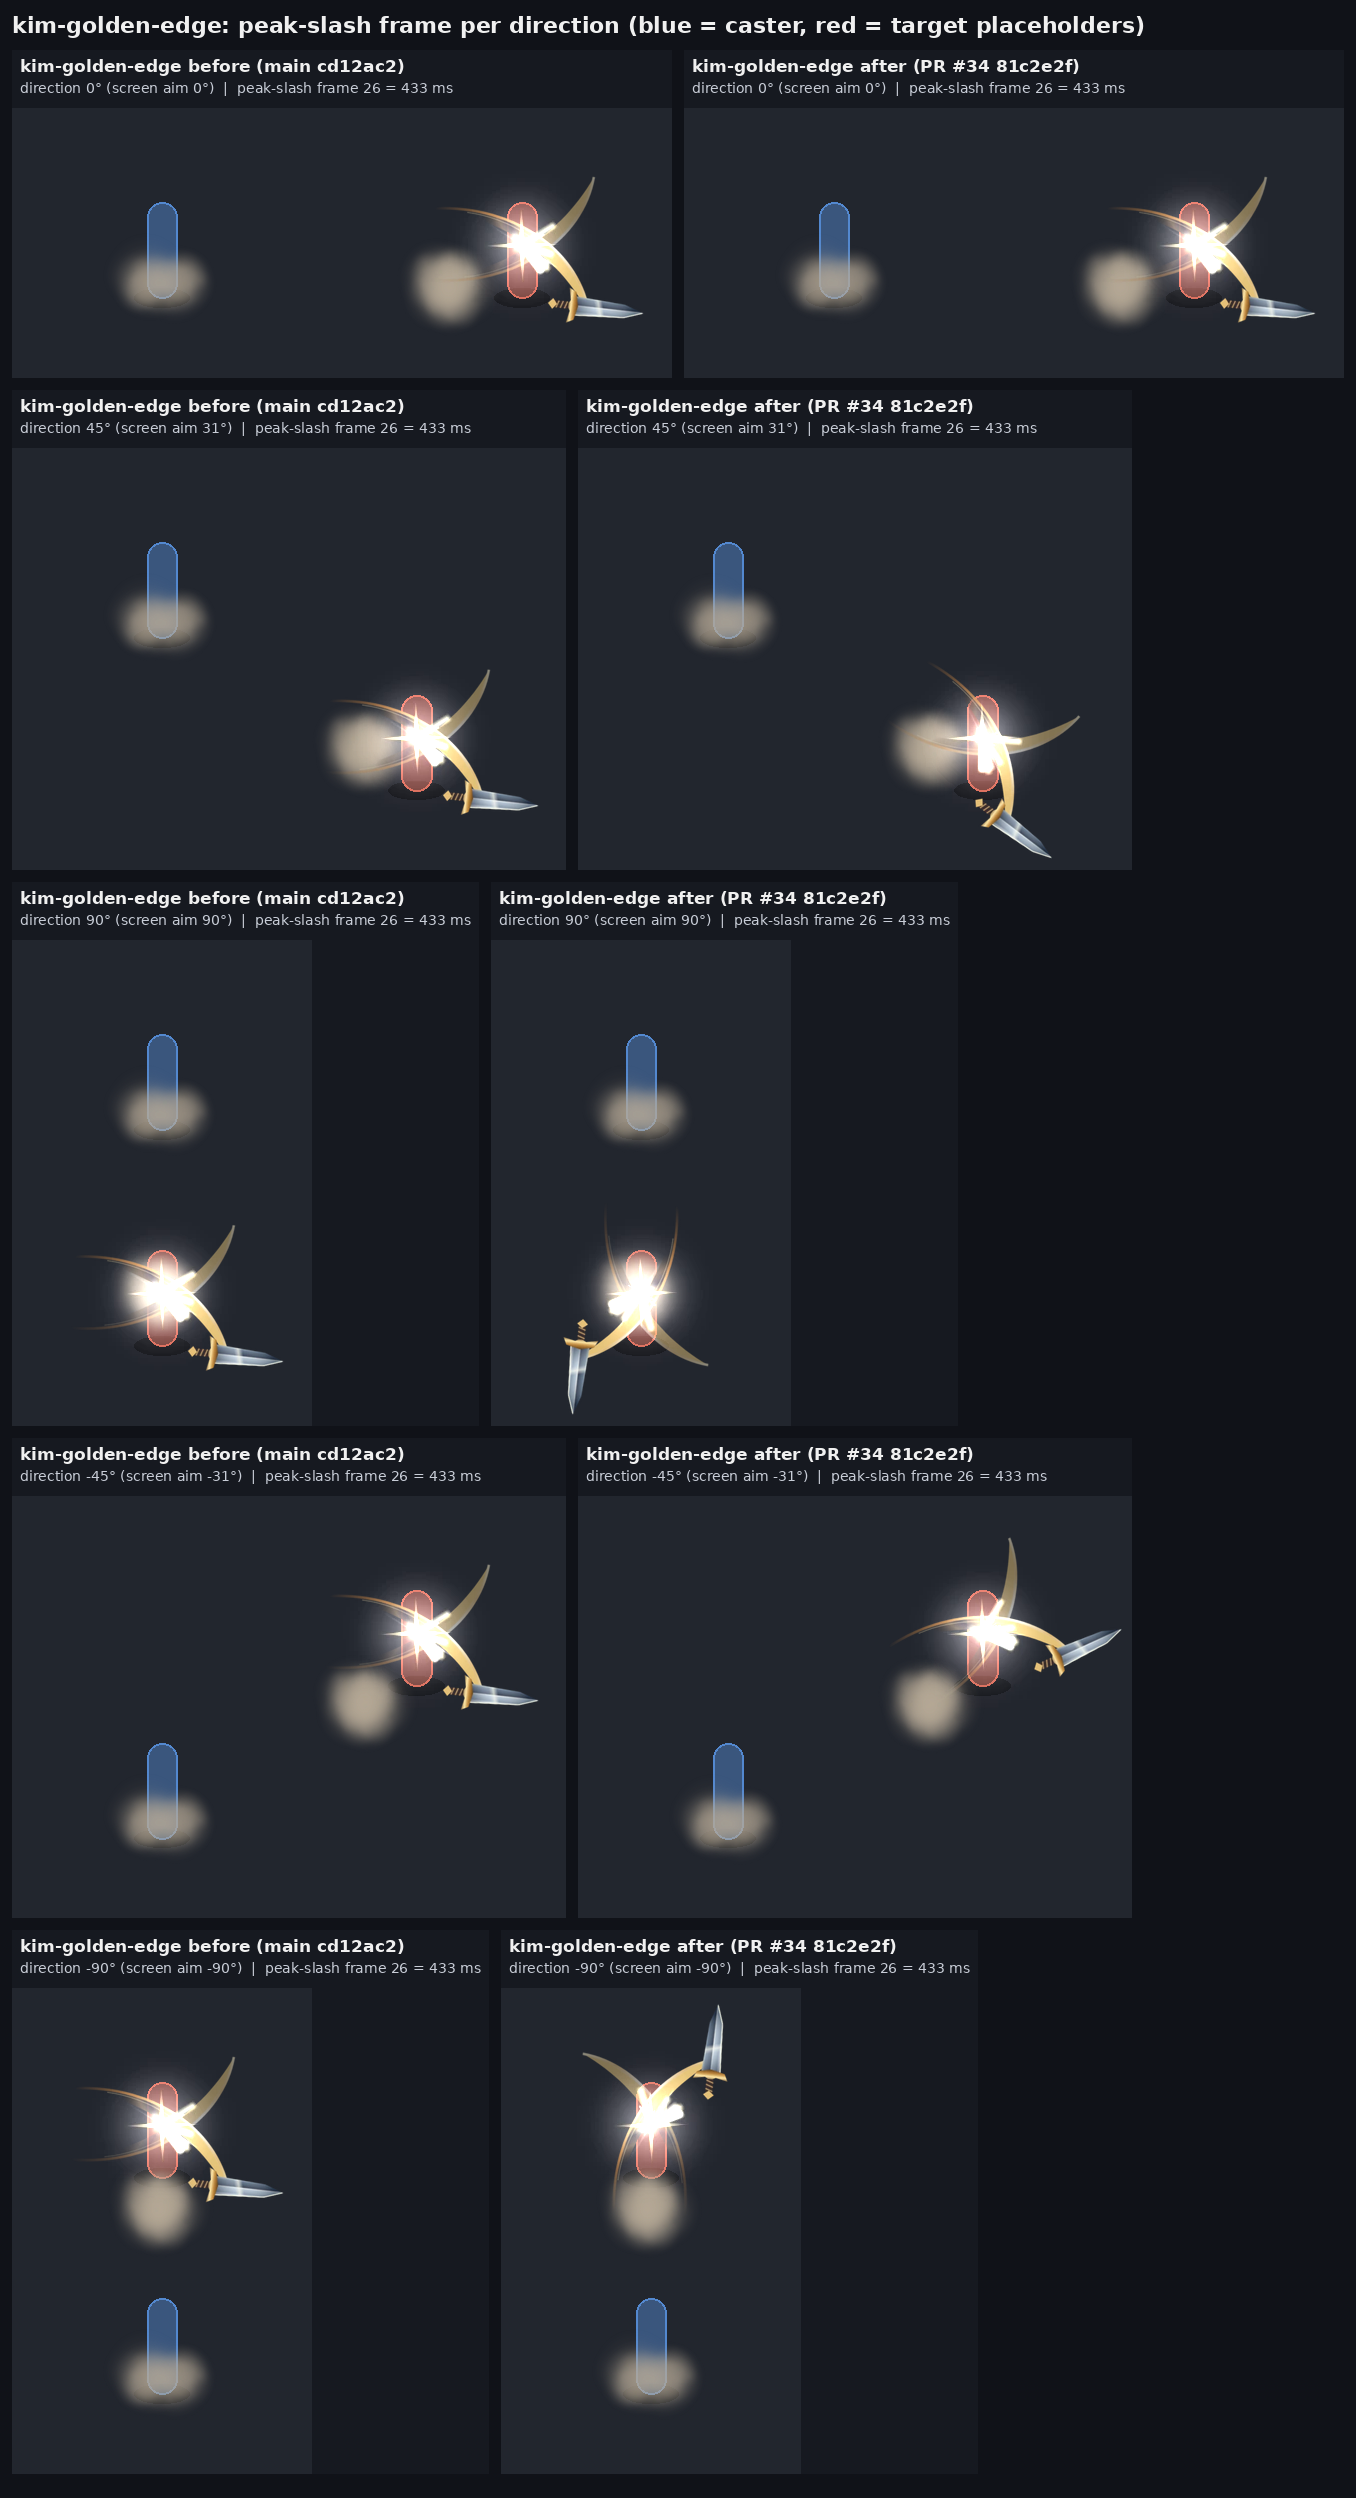 kim-golden-edge: peak-slash frame per direction (blue = caster, red = target placeholders)
kim-golden-edge before (main cd12ac2)
direction 0° (screen aim 0°)  |  peak-slash frame 26 = 433 ms
kim-golden-edge after (PR #34 81c2e2f)
direction 0° (screen aim 0°)  |  peak-slash frame 26 = 433 ms
kim-golden-edge before (main cd12ac2)
direction 45° (screen aim 31°)  |  peak-slash frame 26 = 433 ms
kim-golden-edge after (PR #34 81c2e2f)
direction 45° (screen aim 31°)  |  peak-slash frame 26 = 433 ms
kim-golden-edge before (main cd12ac2)
direction 90° (screen aim 90°)  |  peak-slash frame 26 = 433 ms
kim-golden-edge after (PR #34 81c2e2f)
direction 90° (screen aim 90°)  |  peak-slash frame 26 = 433 ms
kim-golden-edge before (main cd12ac2)
direction -45° (screen aim -31°)  |  peak-slash frame 26 = 433 ms
kim-golden-edge after (PR #34 81c2e2f)
direction -45° (screen aim -31°)  |  peak-slash frame 26 = 433 ms
kim-golden-edge before (main cd12ac2)
direction -90° (screen aim -90°)  |  peak-slash frame 26 = 433 ms
kim-golden-edge after (PR #34 81c2e2f)
direction -90° (screen aim -90°)  |  peak-slash frame 26 = 433 ms